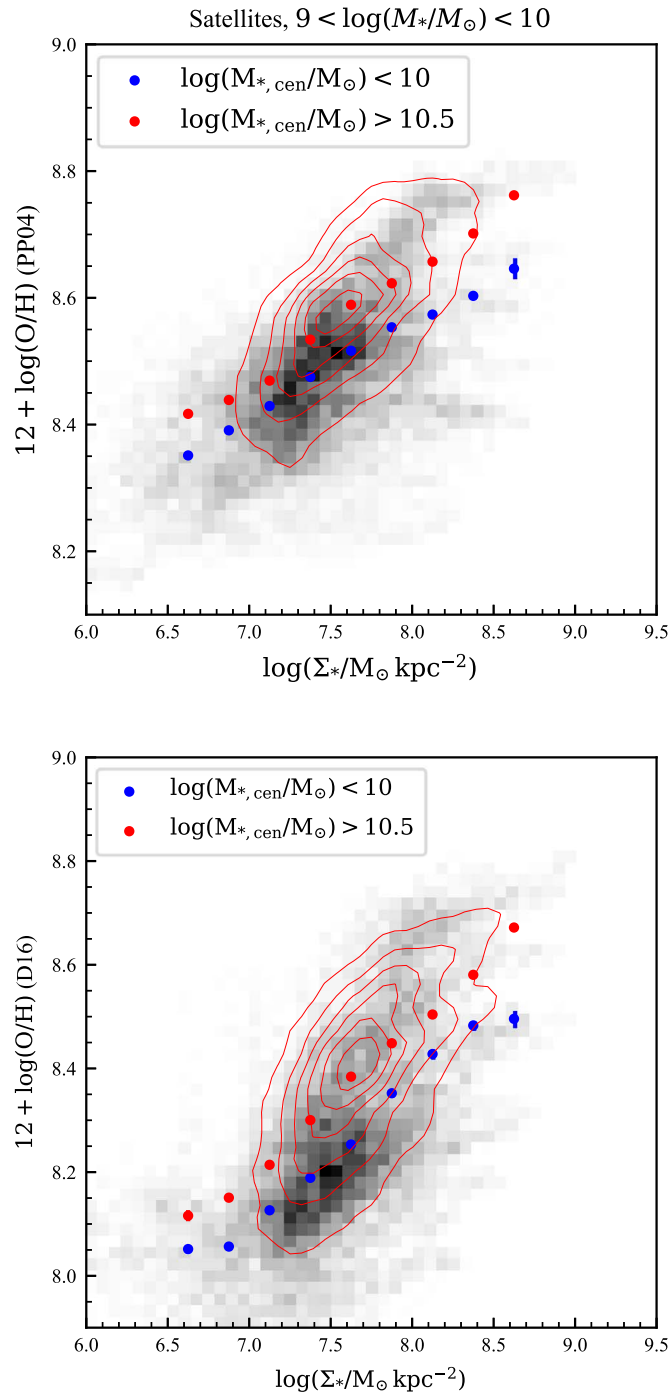 Satellites, 9 < log(M*/M⊙) < 10
9.0
log(M*,cen/M⊙) < 10
log(M*,cen/M⊙) > 10.5
8.8
8.6
8.4
8.2
12 + log(O/H) (PP04)
6.0 6.5 7.0 7.5 8.0 8.5 9.0 9.5
log(Σ*/M⊙ kpc⁻²)
9.0
log(M*,cen/M⊙) < 10
log(M*,cen/M⊙) > 10.5
8.8
8.6
8.4
8.2
8.0
12 + log(O/H) (D16)
6.0 6.5 7.0 7.5 8.0 8.5 9.0 9.5
log(Σ*/M⊙ kpc⁻²)